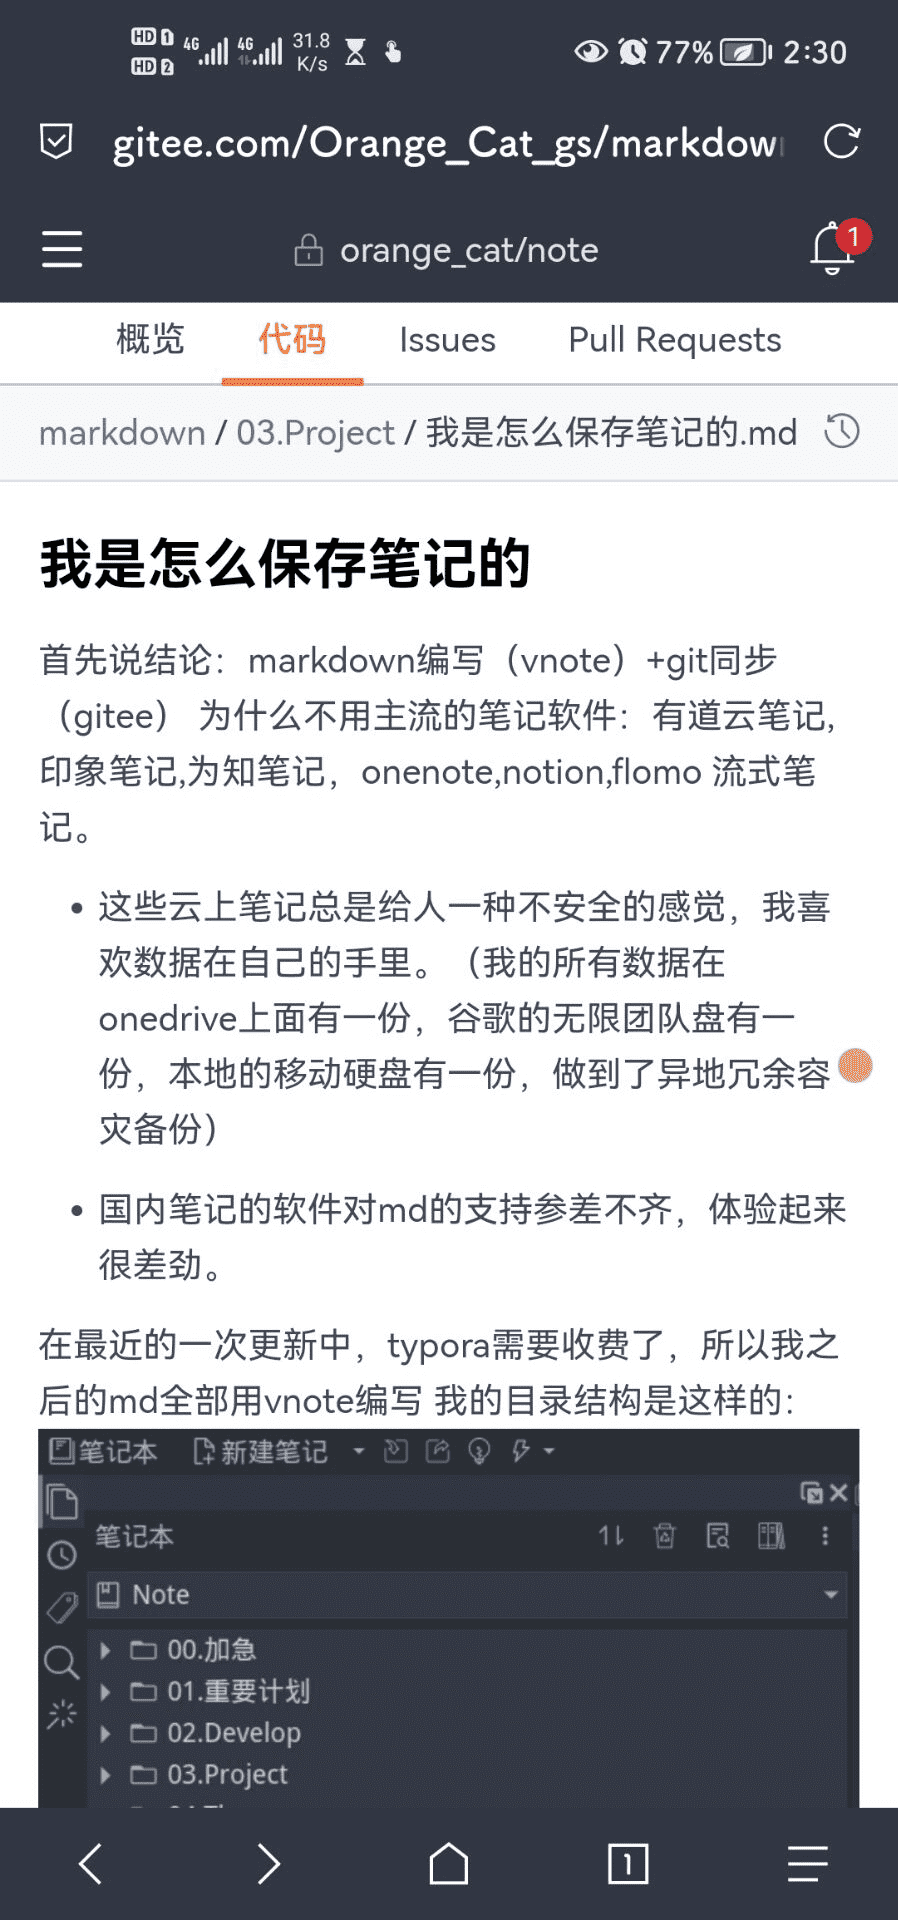 HD 1 4G 4G 31.8 77% 2:30
HD 2 K/s
gitee.com/Orange_Cat_gs/markdow
orange_cat/note 1
概览 代码 Issues Pull Requests
markdown / 03.Project / 我是怎么保存笔记的.md
我是怎么保存笔记的
首先说结论：markdown编写（vnote）+git同步
（gitee） 为什么不用主流的笔记软件：有道云笔记,
印象笔记,为知笔记，onenote,notion,flomo 流式笔
记。
• 这些云上笔记总是给人一种不安全的感觉，我喜
欢数据在自己的手里。（我的所有数据在
onedrive上面有一份，谷歌的无限团队盘有一
份，本地的移动硬盘有一份，做到了异地冗余容
灾备份）
• 国内笔记的软件对md的支持参差不齐，体验起来
很差劲。
在最近的一次更新中，typora需要收费了，所以我之
后的md全部用vnote编写 我的目录结构是这样的：
笔记本 新建笔记
笔记本
Note
00.加急
01.重要计划
02.Develop
03.Project
1